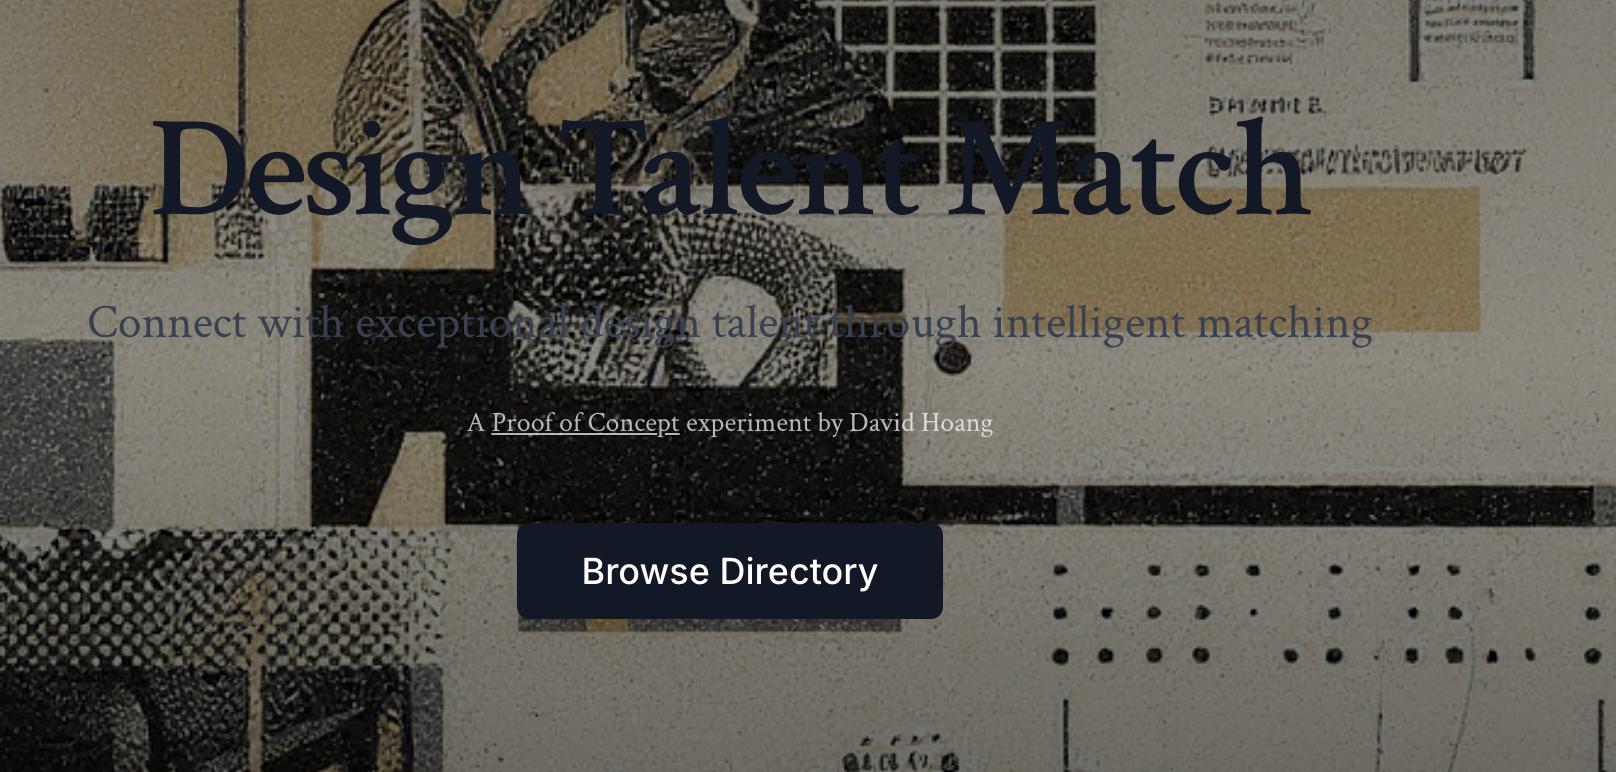 Design Talent Match
Connect with exceptional design talent through intelligent matching
A Proof of Concept experiment by David Hoang
Browse Directory